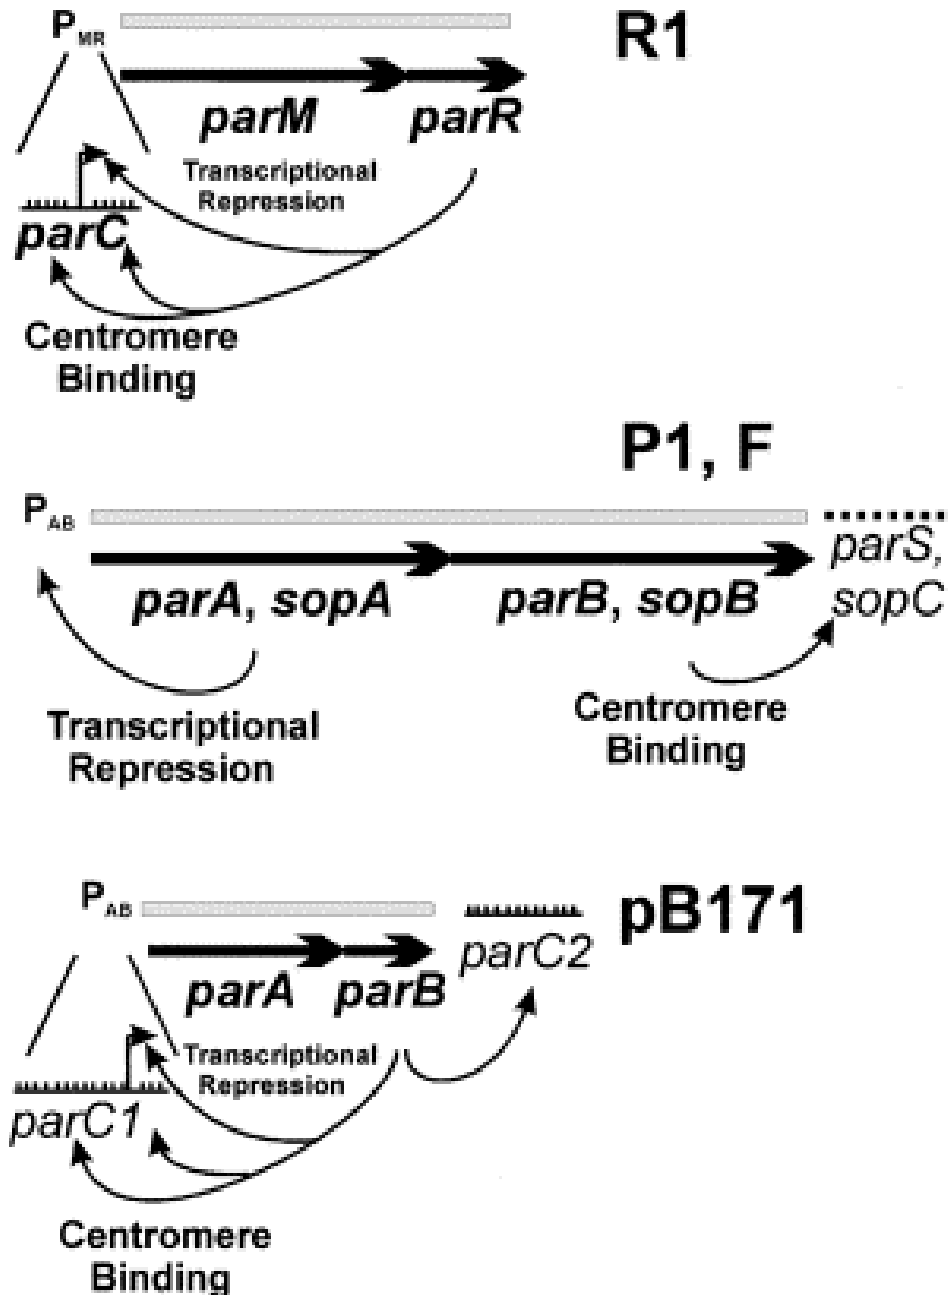 P_MR
R1
parM parR
Transcriptional
Repression
parC
Centromere
Binding
P1, F
P_AB
parS,
sopC
parA, sopA parB, sopB
Transcriptional
Repression
Centromere
Binding
P_AB
pB171
parC2
parA parB
Transcriptional
Repression
parC1
Centromere
Binding